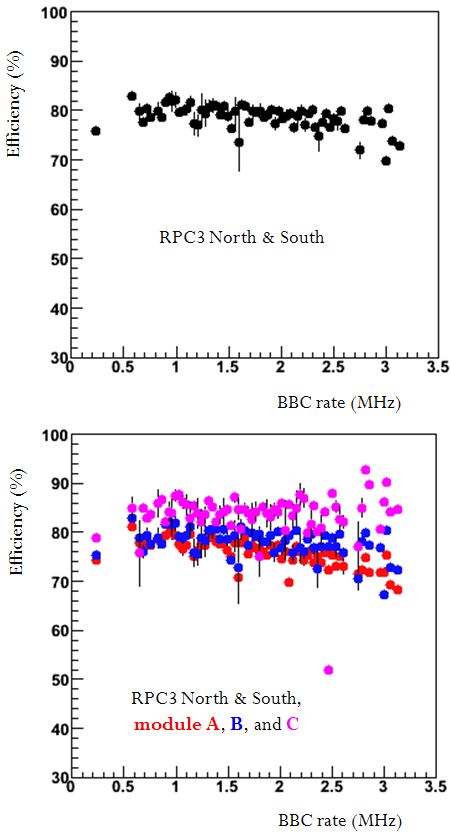 Efficiency (%)
100
90
80
70
60
50
40
30
RPC3 North & South
0 0.5 1 1.5 2 2.5 3 3.5
BBC rate (MHz)
Efficiency (%)
100
90
80
70
60
50
40
30
RPC3 North & South,
module A, B, and C
0 0.5 1 1.5 2 2.5 3 3.5
BBC rate (MHz)